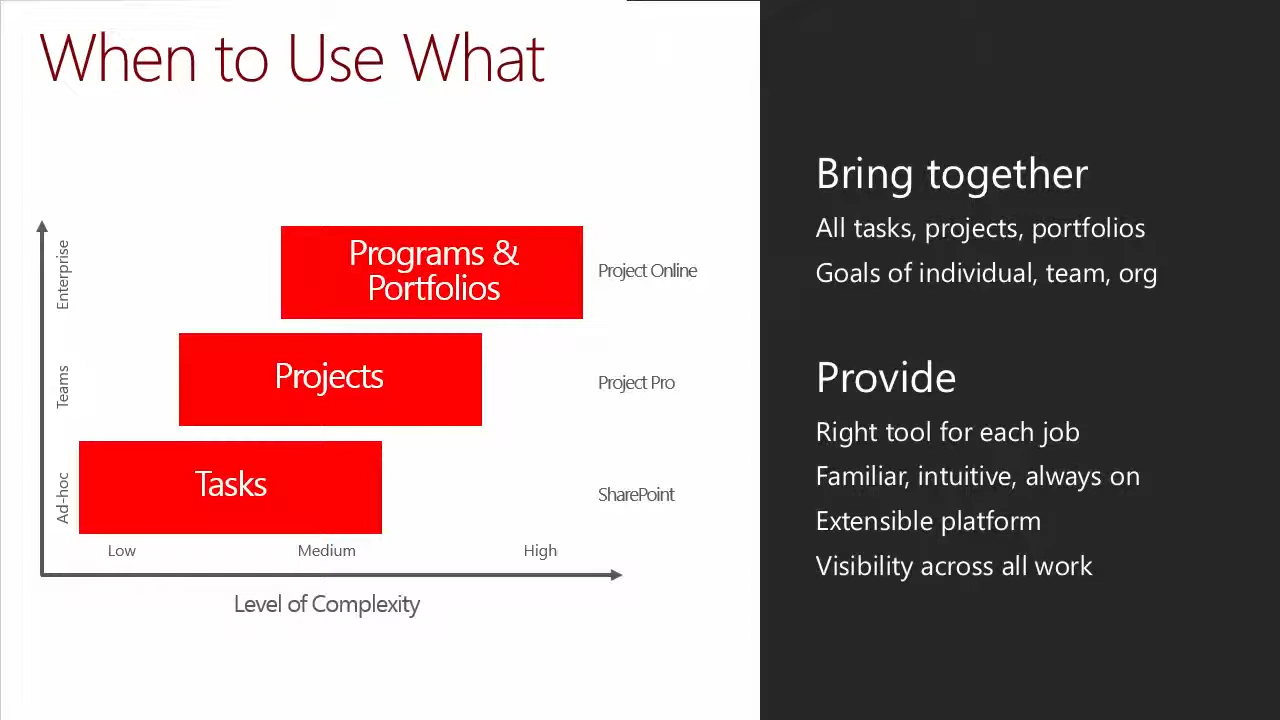 When to Use What
Enterprise
Programs &
Portfolios
Project Online
Teams
Projects
Project Pro
Ad-hoc
Tasks
SharePoint
Low
Medium
High
Level of Complexity
Bring together
All tasks, projects, portfolios
Goals of individual, team, org
Provide
Right tool for each job
Familiar, intuitive, always on
Extensible platform
Visibility across all work